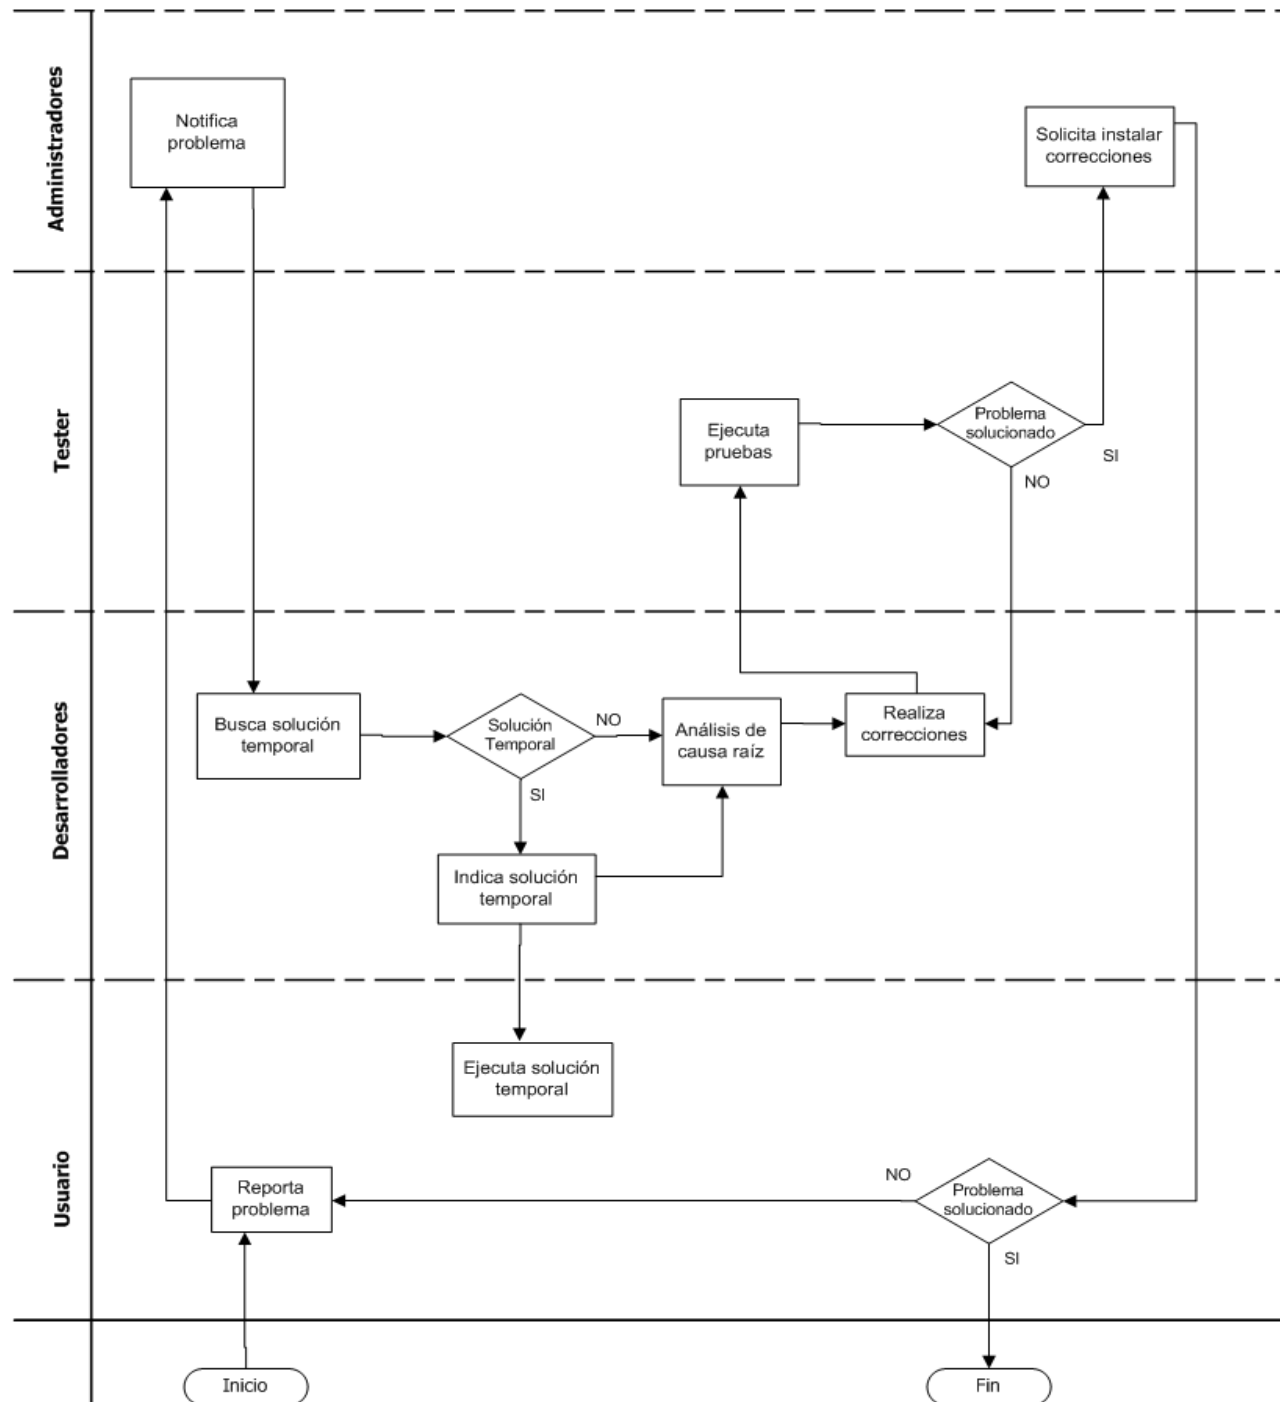 Administradores
Notifica
problema
Solicita instalar
correcciones
Tester
Ejecuta
pruebas
Problema
solucionado
SI
NO
Desarrolladores
Busca solución
temporal
Solución
Temporal
NO
SI
Análisis de
causa raíz
Realiza
correcciones
Indica solución
temporal
Usuario
Ejecuta solución
temporal
Reporta
problema
NO
Problema
solucionado
SI
Inicio
Fin